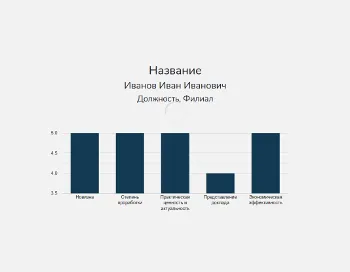 Название
Иванов Иван Иванович
Должность, Филиал
5.0
4.5
4.0
3.5
Новизна
Степень
проработки
Практическая
ценность и
актуальность
Представление
доклада
Экономическая
эффективность